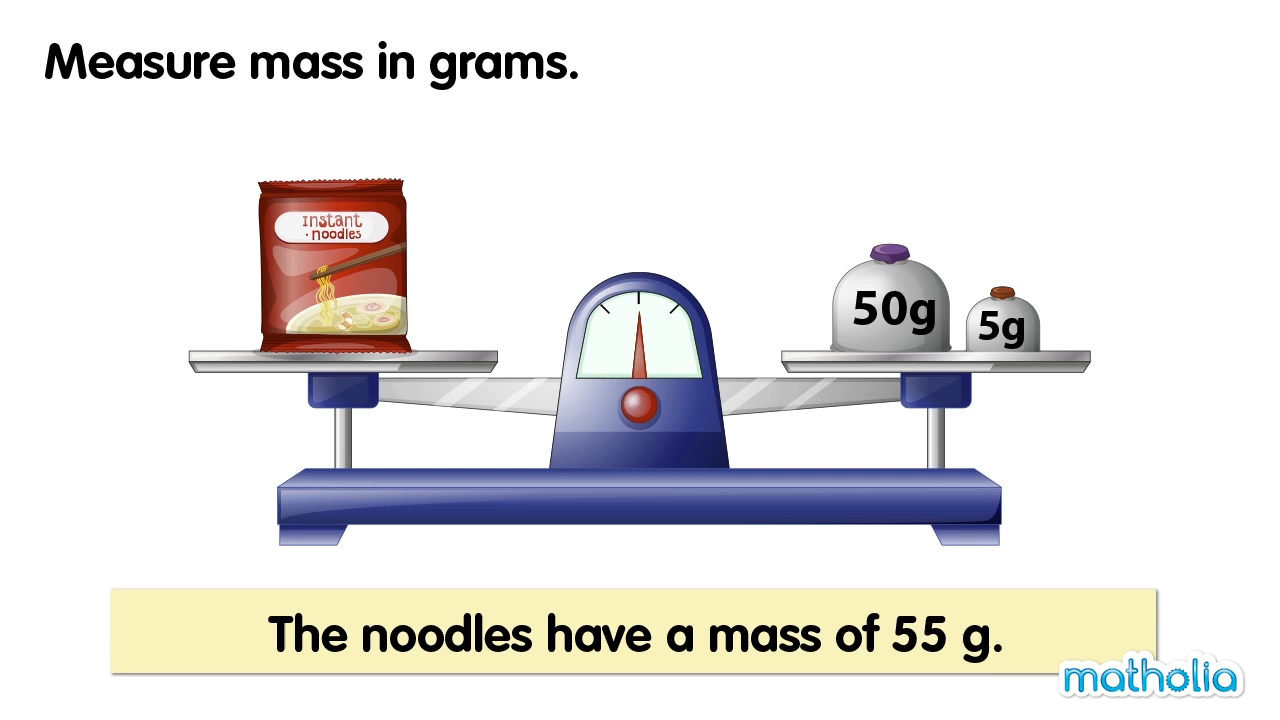 Measure mass in grams.
instant
·noodles
50g
5g
The noodles have a mass of 55 g.
matholia